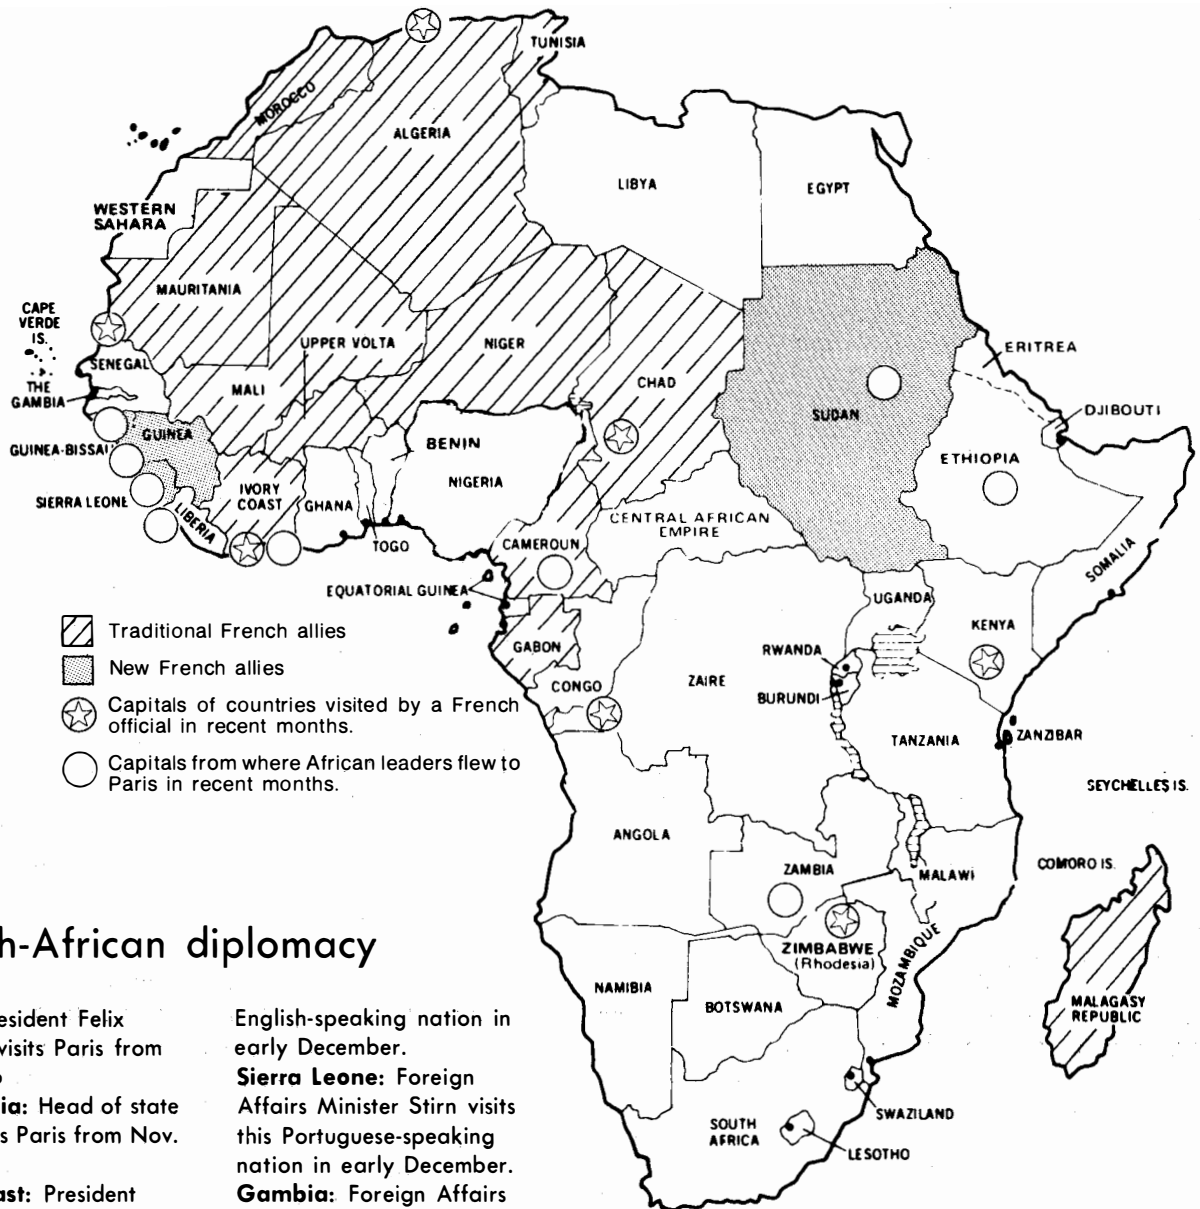 TUNISIA
MOROCCO
ALGERIA
LIBYA
EGYPT
WESTERN
SAHARA
MAURITANIA
CAPE
VERDE
IS.
UPPER VOLTA
NIGER
ERITREA
SENEGAL
CHAD
THE
GAMBIA
MALI
SUDAN
DJIBOUTI
GUINEA
BENIN
GUINEA-BISSAU
ETHIOPIA
NIGERIA
IVORY
COAST
SIERRA LEONE
GHANA
LIBERIA
CENTRAL AFRICAN
EMPIRE
TOGO
CAMEROUN
SOMALIA
EQUATORIAL GUINEA
UGANDA
KENYA
GABON
RWANDA
ZAIRE
CONGO
BURUNDI
TANZANIA
ZANZIBAR
SEYCHELLES IS.
Traditional French allies
New French allies
Capitals of countries visited by a French
official in recent months.
Capitals from where African leaders flew to
Paris in recent months.
ANGOLA
ZAMBIA
MALAWI
COMORO IS.
ZIMBABWE
(Rhodesia)
MOZAMBIQUE
NAMIBIA
BOTSWANA
MALAGASY
REPUBLIC
SWAZILAND
SOUTH
AFRICA
LESOTHO
h-African diplomacy
esident Felix
visits Paris from
ia: Head of state
s Paris from Nov.
ast: President
English-speaking nation in
early December.
Sierra Leone: Foreign
Affairs Minister Stirn visits
this Portuguese-speaking
nation in early December.
Gambia: Foreign Affairs